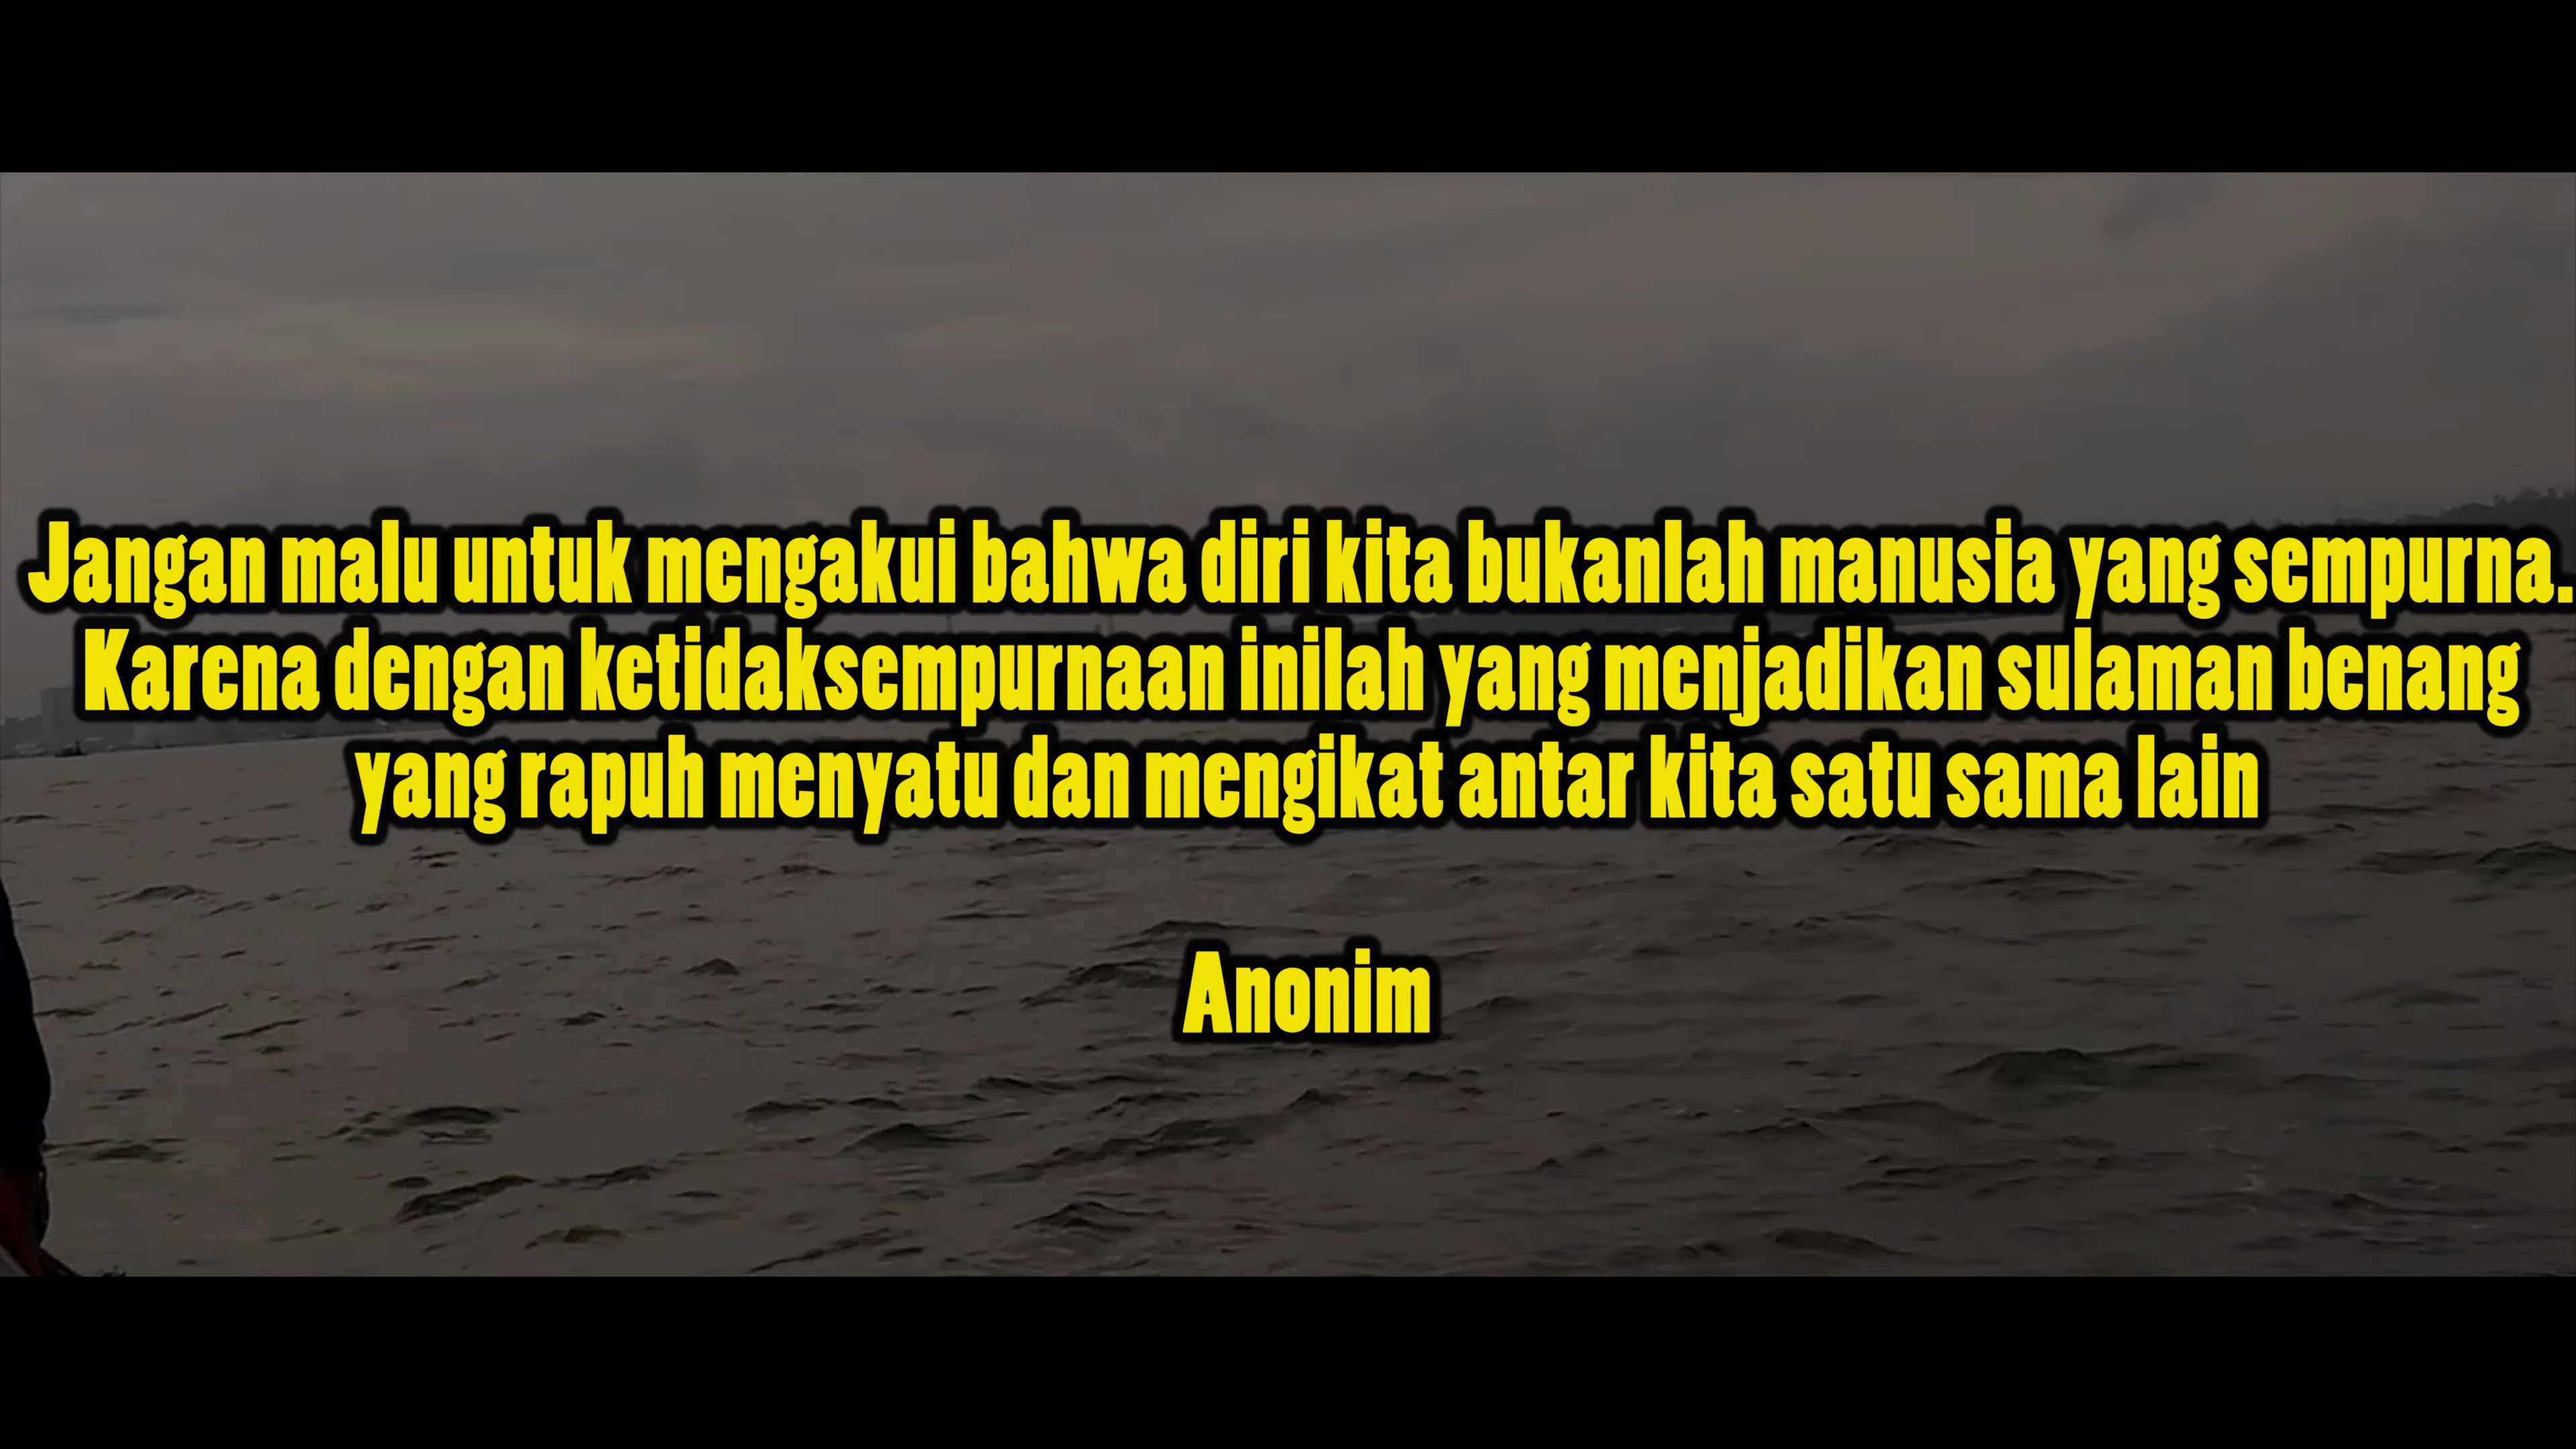 Jangan malu untuk mengakui bahwa diri kita bukanlah manusia yang sempurna.
Karena dengan ketidaksempurnaan inilah yang menjadikan sulaman benang
yang rapuh menyatu dan mengikat antar kita satu sama lain
Anonim